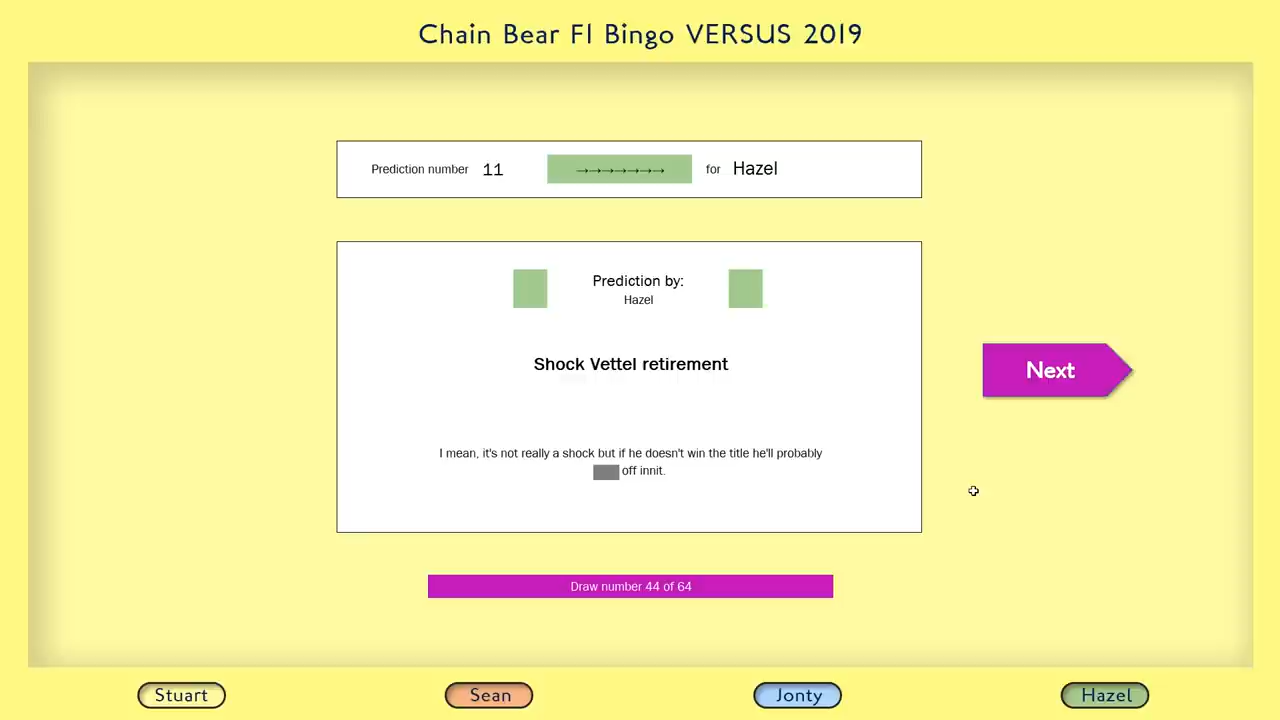 Chain Bear F1 Bingo VERSUS 2019
Prediction number 11 →→→→→→→ for Hazel
Prediction by:
Hazel
Shock Vettel retirement
I mean, it's not really a shock but if he doesn't win the title he'll probably
off innit.
Next
Draw number 44 of 64
Stuart
Sean
Jonty
Hazel